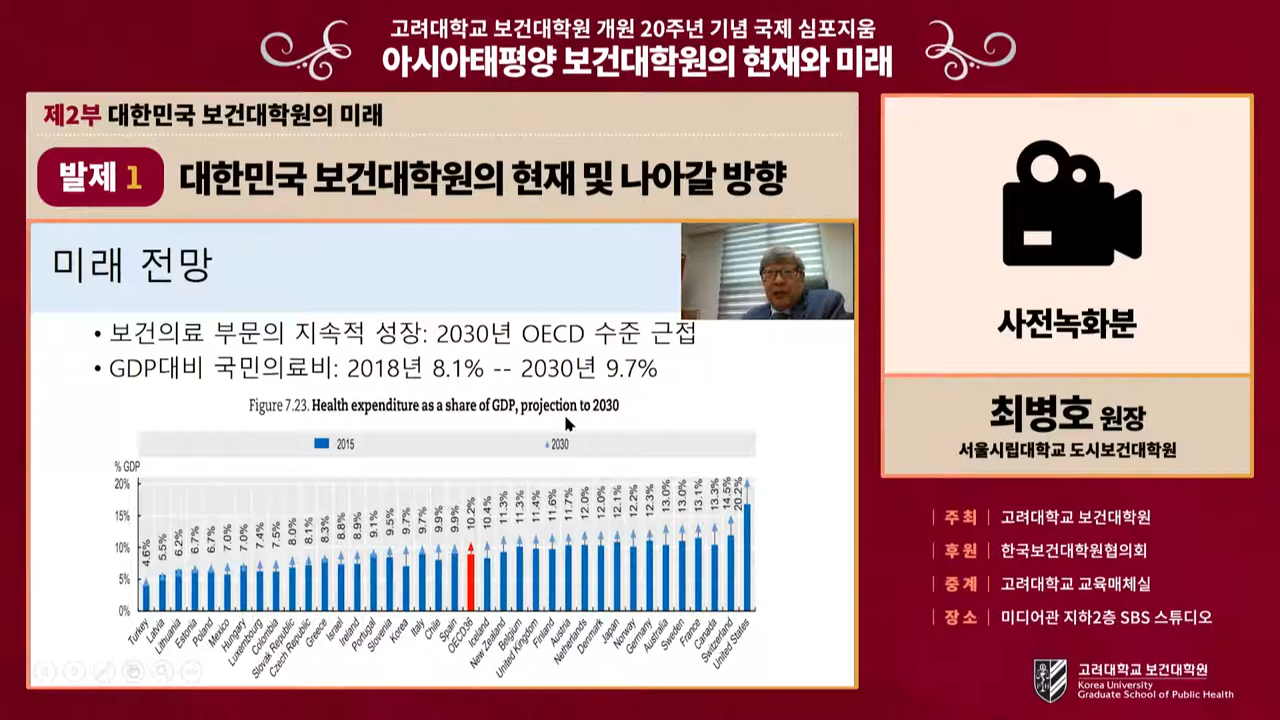 고려대학교 보건대학원 개원 20주년 기념 국제 심포지움
아시아태평양 보건대학원의 현재와 미래
제2부 대한민국 보건대학원의 미래
발제 1 대한민국 보건대학원의 현재 및 나아갈 방향
미래 전망
• 보건의료 부문의 지속적 성장: 2030년 OECD 수준 근접
• GDP대비 국민의료비: 2018년 8.1% -- 2030년 9.7%
Figure 7.23. Health expenditure as a share of GDP, projection to 2030
2015 2030
% GDP
20%
15%
10%
5%
0%
4.6% 5.5% 6.2% 6.7% 6.7% 7.0% 7.0% 7.4% 7.5% 8.0% 8.1% 8.3% 8.8% 8.9% 9.1% 9.5% 9.7% 9.7% 9.9% 9.9% 10.2% 10.4% 11.3% 11.3% 11.4% 11.6% 11.7% 12.0% 12.0% 12.1% 12.2% 12.3% 13.0% 13.0% 13.1% 13.3% 14.5% 20.2%
Turkey Latvia Lithuania Estonia Poland Mexico Hungary Luxembourg Colombia Slovak Republic Czech Republic Greece Israel Ireland Portugal Slovenia Korea Italy Chile Spain OECD36 Iceland New Zealand Belgium United Kingdom Finland Austria Netherlands Denmark Japan Norway Germany Australia Sweden France Canada Switzerland United States
사전녹화분
최병호 원장
서울시립대학교 도시보건대학원
주최 고려대학교 보건대학원
후원 한국보건대학원협의회
중계 고려대학교 교육매체실
장소 미디어관 지하2층 SBS 스튜디오
고려대학교 보건대학원
Korea University
Graduate School of Public Health